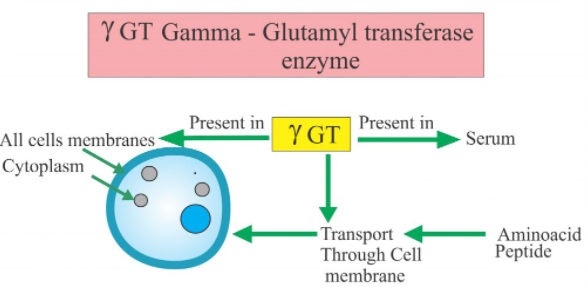 γ GT Gamma - Glutamyl transferase
enzyme
Present in
γ GT
Present in
All cells membranes
Serum
Cytoplasm
Transport
Through Cell
membrane
Aminoacid
Peptide